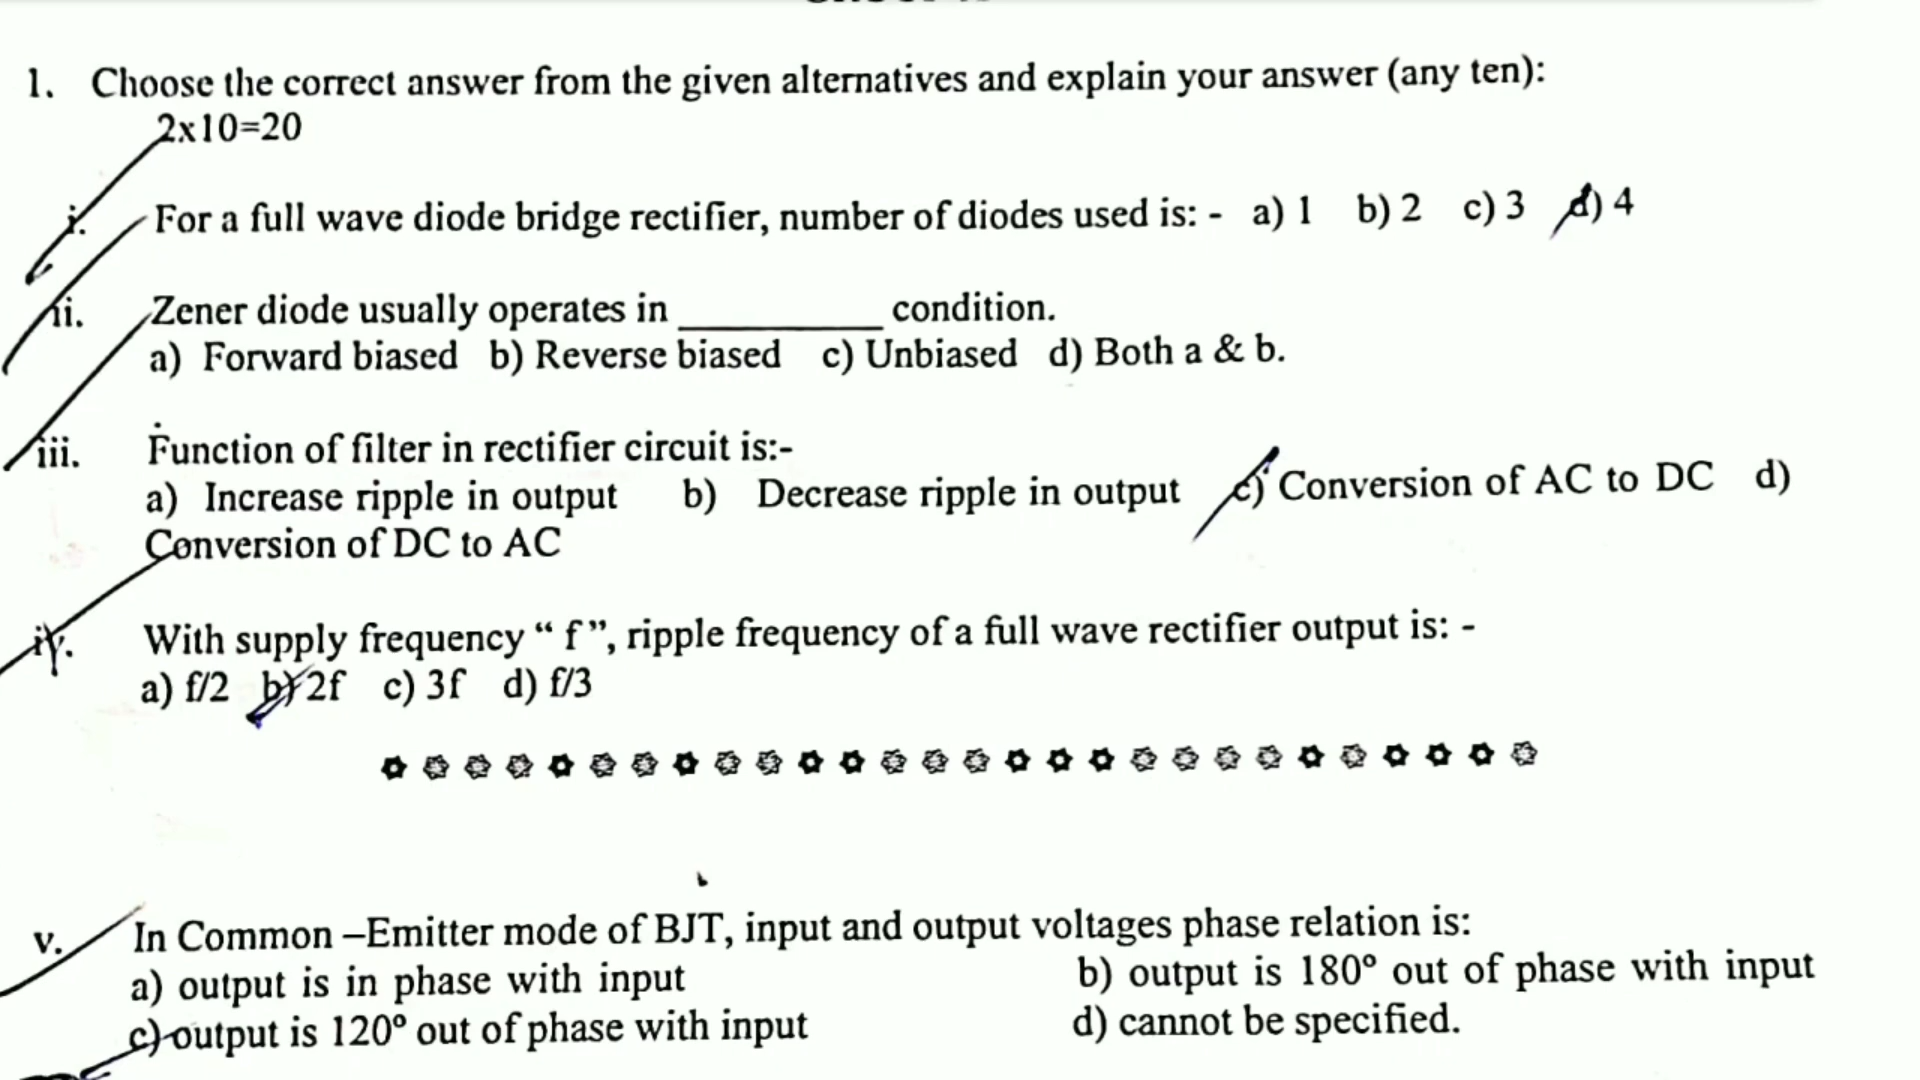 1. Choose the correct answer from the given alternatives and explain your answer (any ten):
2x10=20
i. For a full wave diode bridge rectifier, number of diodes used is: - a) 1 b) 2 c) 3 d) 4
ii. Zener diode usually operates in __________ condition.
a) Forward biased b) Reverse biased c) Unbiased d) Both a & b.
iii. Function of filter in rectifier circuit is:-
a) Increase ripple in output b) Decrease ripple in output c) Conversion of AC to DC d)
Conversion of DC to AC
iv. With supply frequency “ f”, ripple frequency of a full wave rectifier output is: -
a) f/2 b) 2f c) 3f d) f/3
v. In Common –Emitter mode of BJT, input and output voltages phase relation is:
a) output is in phase with input b) output is 180° out of phase with input
c) output is 120° out of phase with input d) cannot be specified.